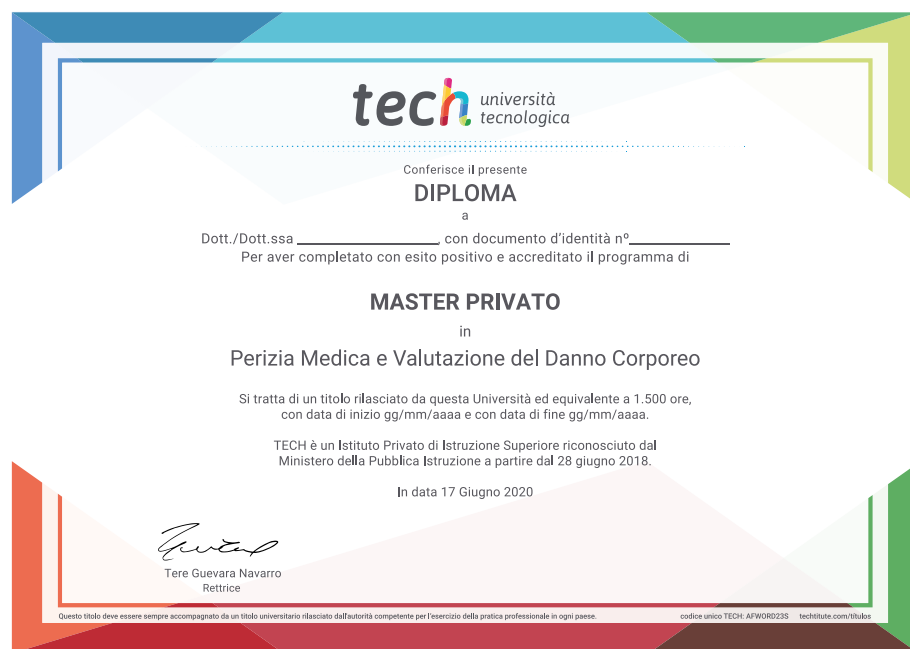 tech università
tecnologica
Conferisce il presente
DIPLOMA
a
Dott./Dott.ssa ____________________, con documento d'identità nº______________
Per aver completato con esito positivo e accreditato il programma di
MASTER PRIVATO
in
Perizia Medica e Valutazione del Danno Corporeo
Si tratta di un titolo rilasciato da questa Università ed equivalente a 1.500 ore,
con data di inizio gg/mm/aaaa e con data di fine gg/mm/aaaa.
TECH è un Istituto Privato di Istruzione Superiore riconosciuto dal
Ministero della Pubblica Istruzione a partire dal 28 giugno 2018.
In data 17 Giugno 2020
Tere Guevara Navarro
Rettrice
Questo titolo deve essere sempre accompagnato da un titolo universitario rilasciato dall'autorità competente per l'esercizio della pratica professionale in ogni paese. codice unico TECH: AFWORD23S techtitute.com/títulos